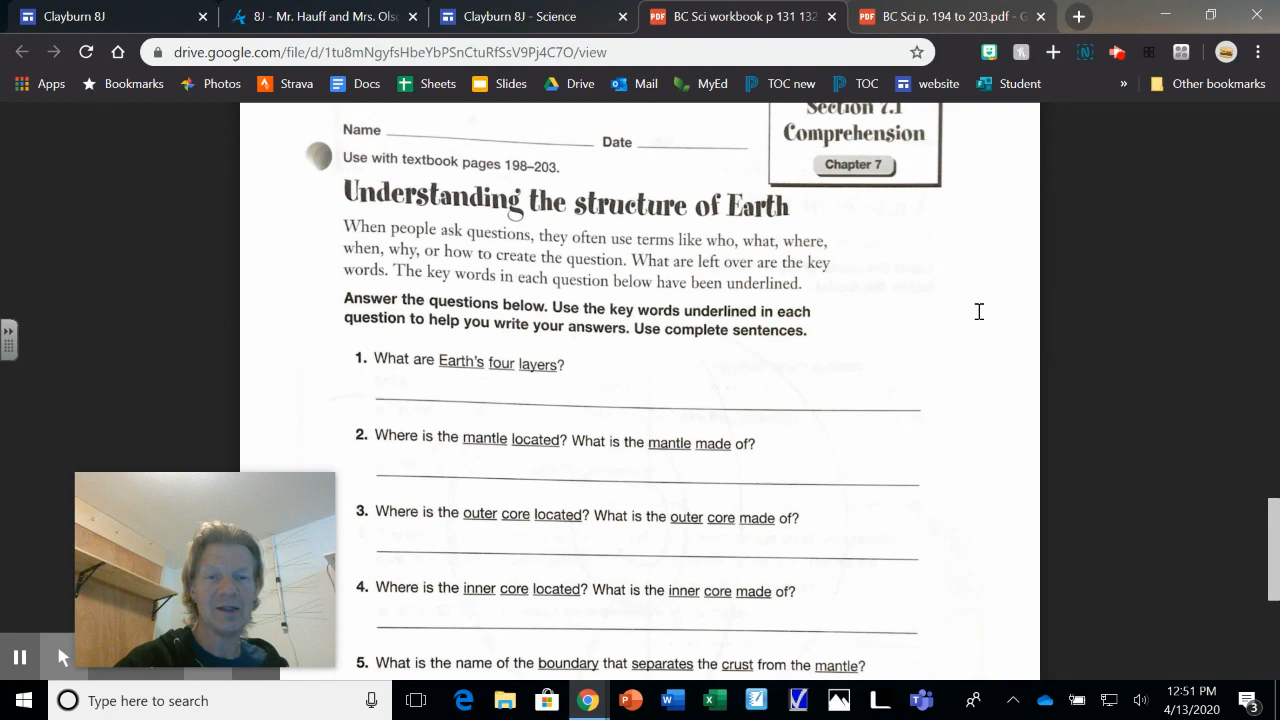 Clayburn 8J
8J - Mr. Hauff and Mrs. Ols
Clayburn 8J - Science
PDF BC Sci workbook p 131 132
PDF BC Sci p. 194 to 203.pdf - G
drive.google.com/file/d/1tu8mNgyfsHbeYbPSnCtuRfSsV9Pj4C7O/view
Apps Bookmarks Photos Strava Docs Sheets Slides Drive Mail MyEd TOC new TOC website Student » Other bookmarks
Section 7.1
Comprehension
Chapter 7
Name Date
Use with textbook pages 198–203.
Understanding the structure of Earth
When people ask questions, they often use terms like who, what, where,
when, why, or how to create the question. What are left over are the key
words. The key words in each question below have been underlined.
Answer the questions below. Use the key words underlined in each
question to help you write your answers. Use complete sentences.
1. What are Earth's four layers?
2. Where is the mantle located? What is the mantle made of?
3. Where is the outer core located? What is the outer core made of?
4. Where is the inner core located? What is the inner core made of?
5. What is the name of the boundary that separates the crust from the mantle?
Type here to search
12:51 PM
4/13/2020
3